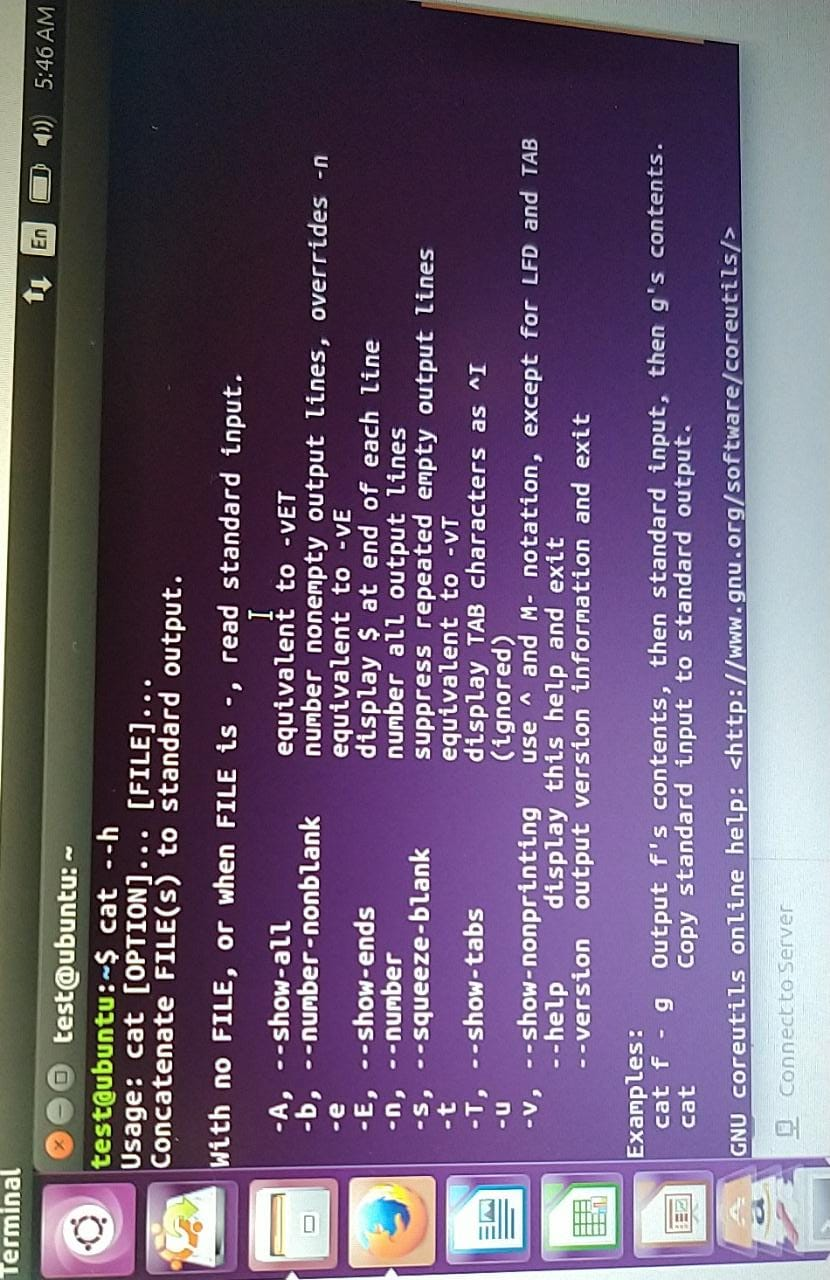 Terminal
En
5:46 AM
test@ubuntu: ~
test@ubuntu:~$ cat --h
Usage: cat [OPTION]... [FILE]...
Concatenate FILE(s) to standard output.
With no FILE, or when FILE is -, read standard input.
-A, --show-all equivalent to -vET
-b, --number-nonblank number nonempty output lines, overrides -n
-e equivalent to -vE
-E, --show-ends display $ at end of each line
-n, --number number all output lines
-s, --squeeze-blank suppress repeated empty output lines
-t equivalent to -vT
-T, --show-tabs display TAB characters as ^I
-u (ignored)
-v, --show-nonprinting use ^ and M- notation, except for LFD and TAB
--help display this help and exit
--version output version information and exit
Examples:
cat f - g Output f's contents, then standard input, then g's contents.
cat Copy standard input to standard output.
GNU coreutils online help: <http://www.gnu.org/software/coreutils/>
Connect to Server